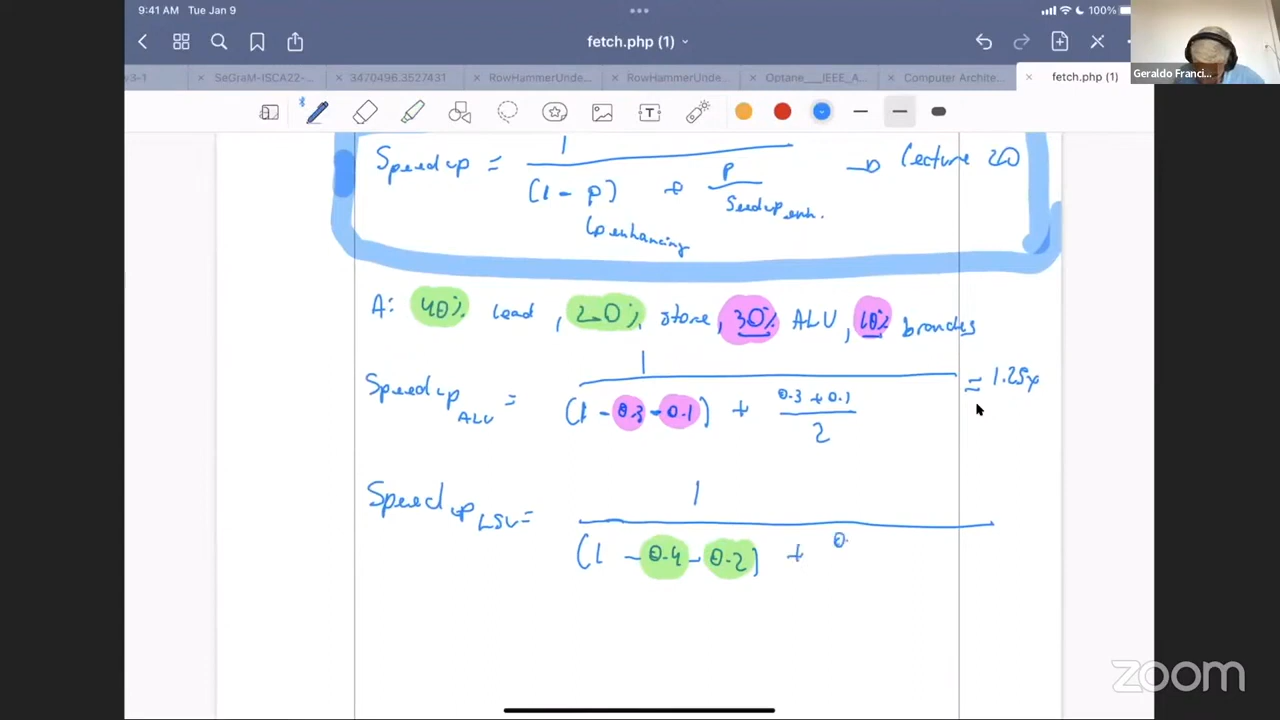 9:41 AM Tue Jan 9
100%
fetch.php (1)
y3-1
SeGraM-ISCA22-...
3470496.3527431
RowHammerUnde...
RowHammerUnde...
Optane___IEEE_A...
Computer Archite...
fetch.php (1)
Geraldo Franci...
T
Speedup = 1 / (1 - p) + p / Seedup enh. → Lecture 20
↳ enhancing
A: 40% load, 20% store, 30% ALU, 10% branches
Speedup ALU = 1 / (1 - 0.3 - 0.1) + 0.3 + 0.1 / 2 = 1.25x
Speedup LSU = 1 / (1 - 0.4 - 0.2) + 0.
zoom